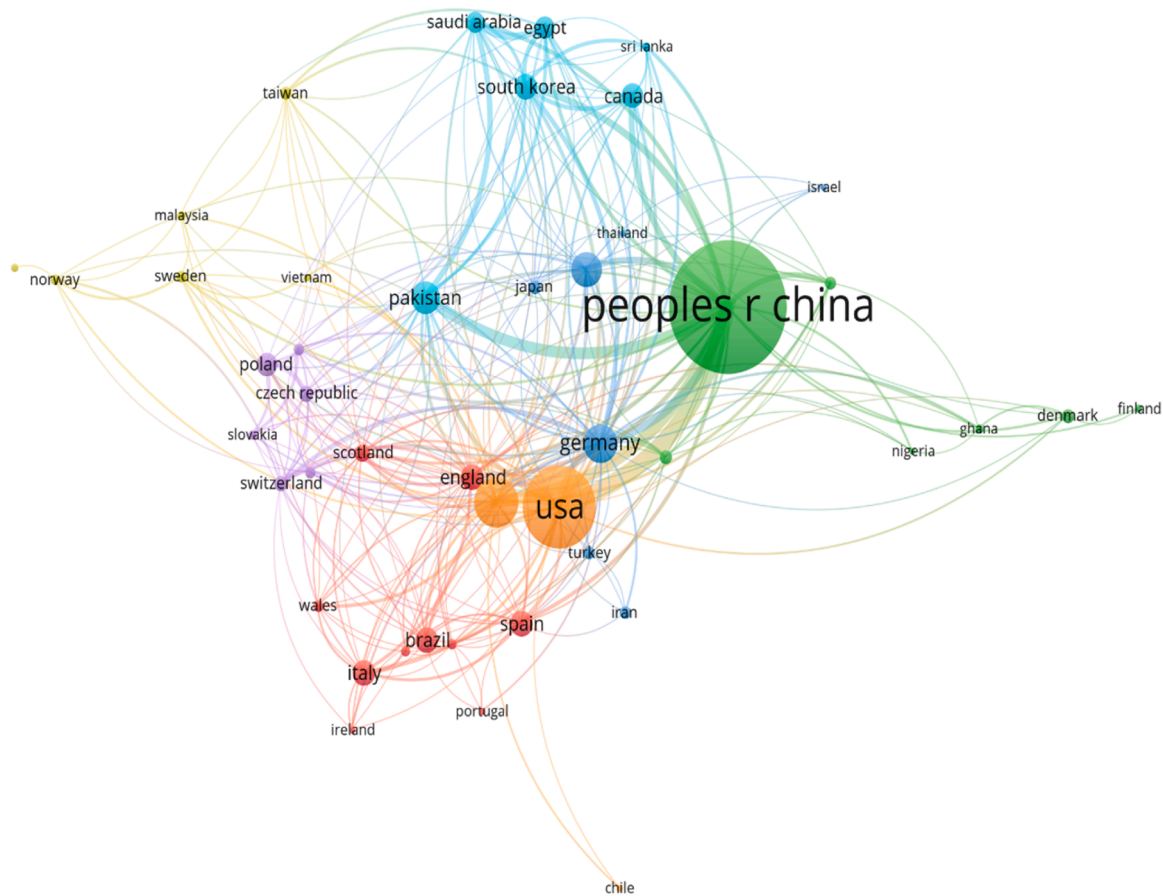 saudi arabia
egypt
sri lanka
south korea
canada
taiwan
israel
malaysia
thailand
norway
sweden
vietnam
japan
pakistan
peoples r china
poland
czech republic
finland
denmark
ghana
slovakia
germany
nigeria
scotland
england
switzerland
usa
turkey
wales
iran
spain
brazil
italy
portugal
ireland
chile